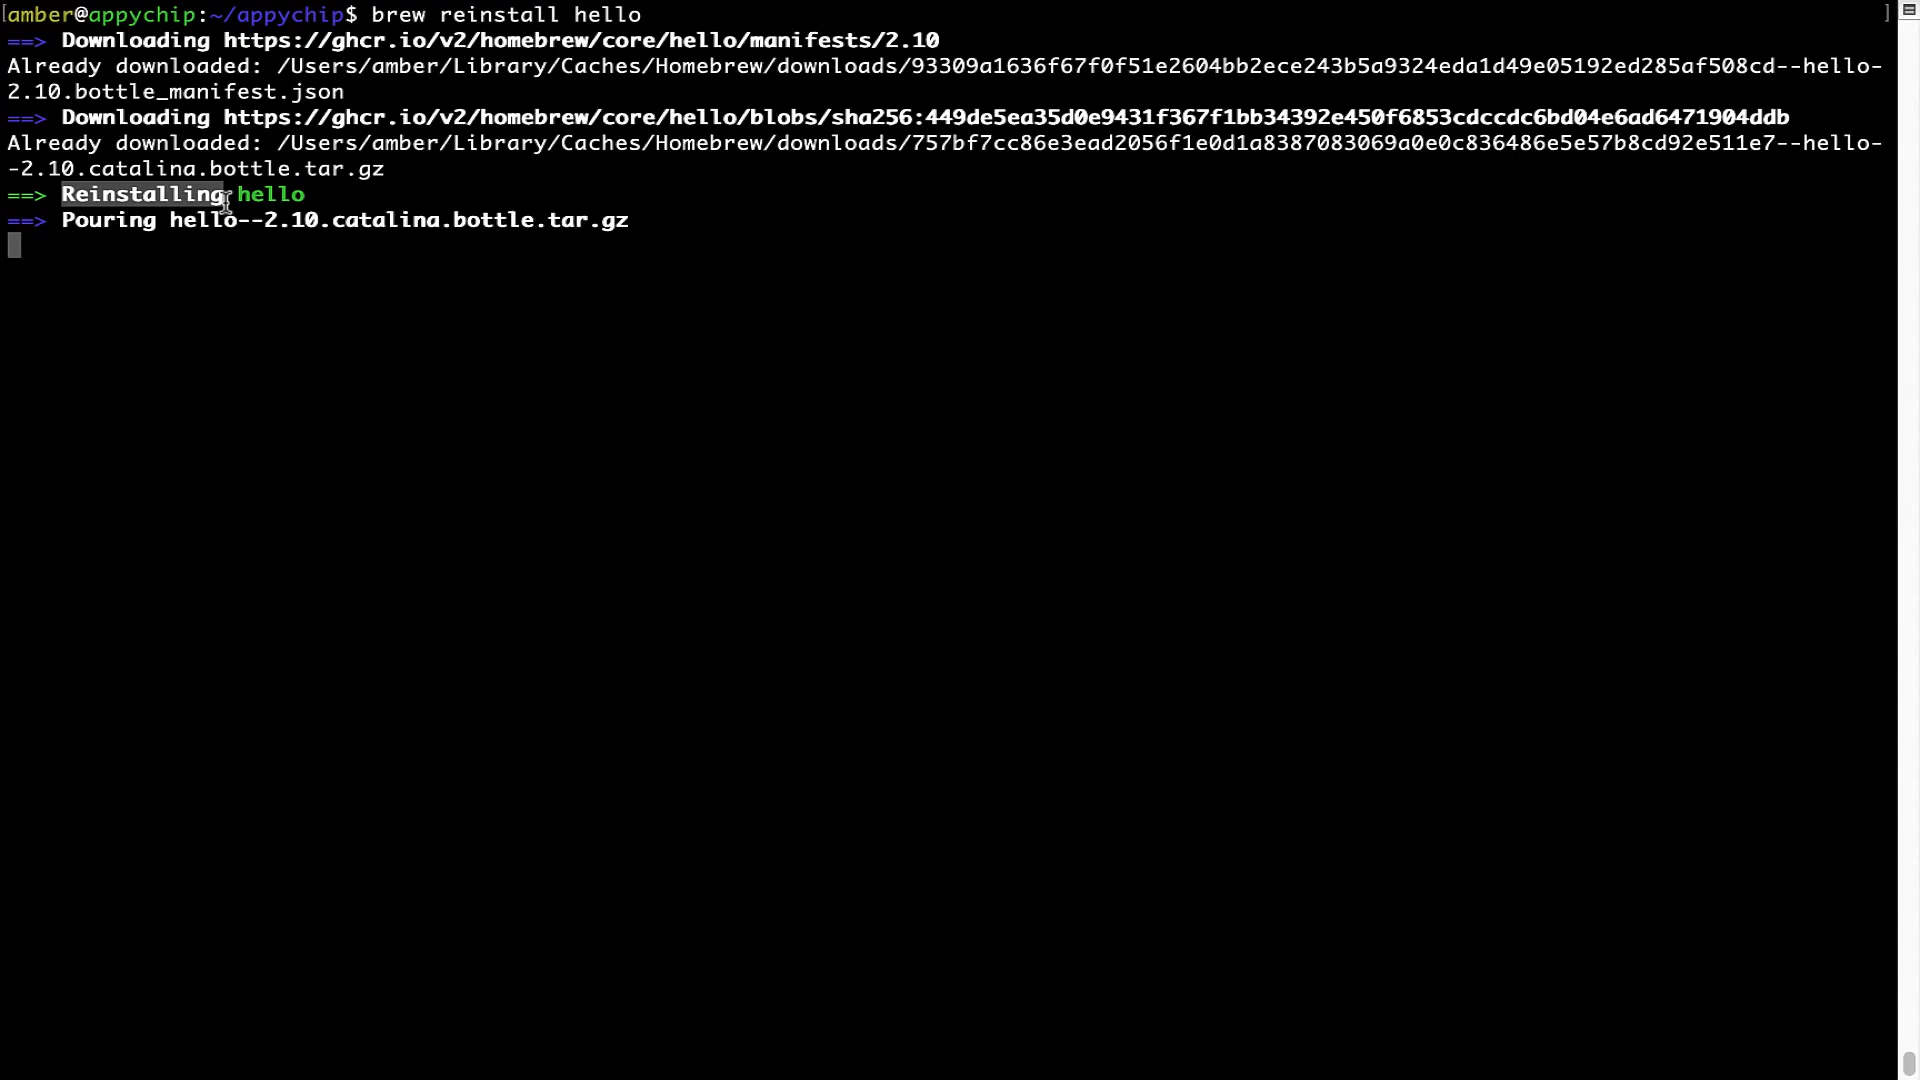 [amber@appychip:~/appychip$ brew reinstall hello ]
==> Downloading https://ghcr.io/v2/homebrew/core/hello/manifests/2.10
Already downloaded: /Users/amber/Library/Caches/Homebrew/downloads/93309a1636f67f0f51e2604bb2ece243b5a9324eda1d49e05192ed285af508cd--hello-
2.10.bottle_manifest.json
==> Downloading https://ghcr.io/v2/homebrew/core/hello/blobs/sha256:449de5ea35d0e9431f367f1bb34392e450f6853cdccdc6bd04e6ad6471904ddb
Already downloaded: /Users/amber/Library/Caches/Homebrew/downloads/757bf7cc86e3ead2056f1e0d1a8387083069a0e0c836486e5e57b8cd92e511e7--hello-
-2.10.catalina.bottle.tar.gz
==> Reinstalling hello
==> Pouring hello--2.10.catalina.bottle.tar.gz